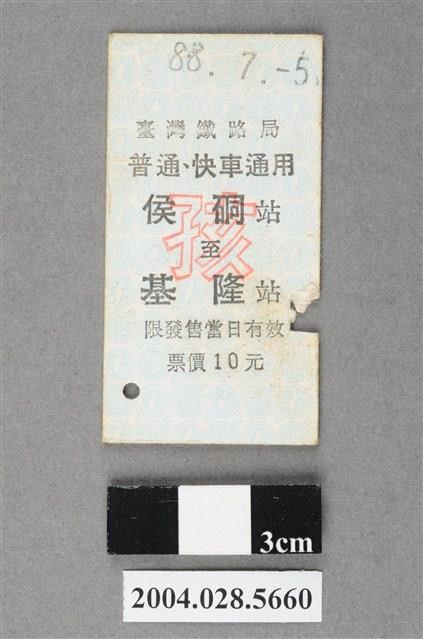 88.7.-5
臺灣鐵路局
普通、快車通用
孩
侯硐站
至
基隆站
限發售當日有效
票價10元
3cm
2004.028.5660